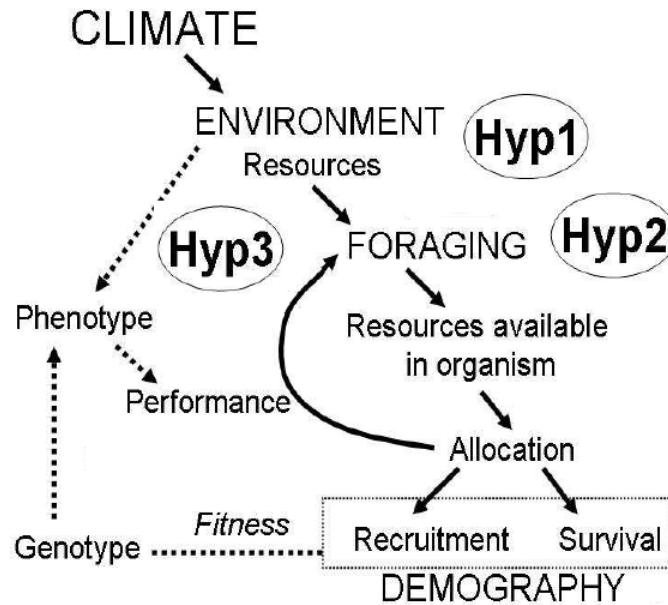 CLIMATE
ENVIRONMENT
Hyp1
Resources
Hyp2
Hyp3
FORAGING
Phenotype
Resources available
in organism
Performance
Allocation
Fitness
Genotype
Recruitment
Survival
DEMOGRAPHY